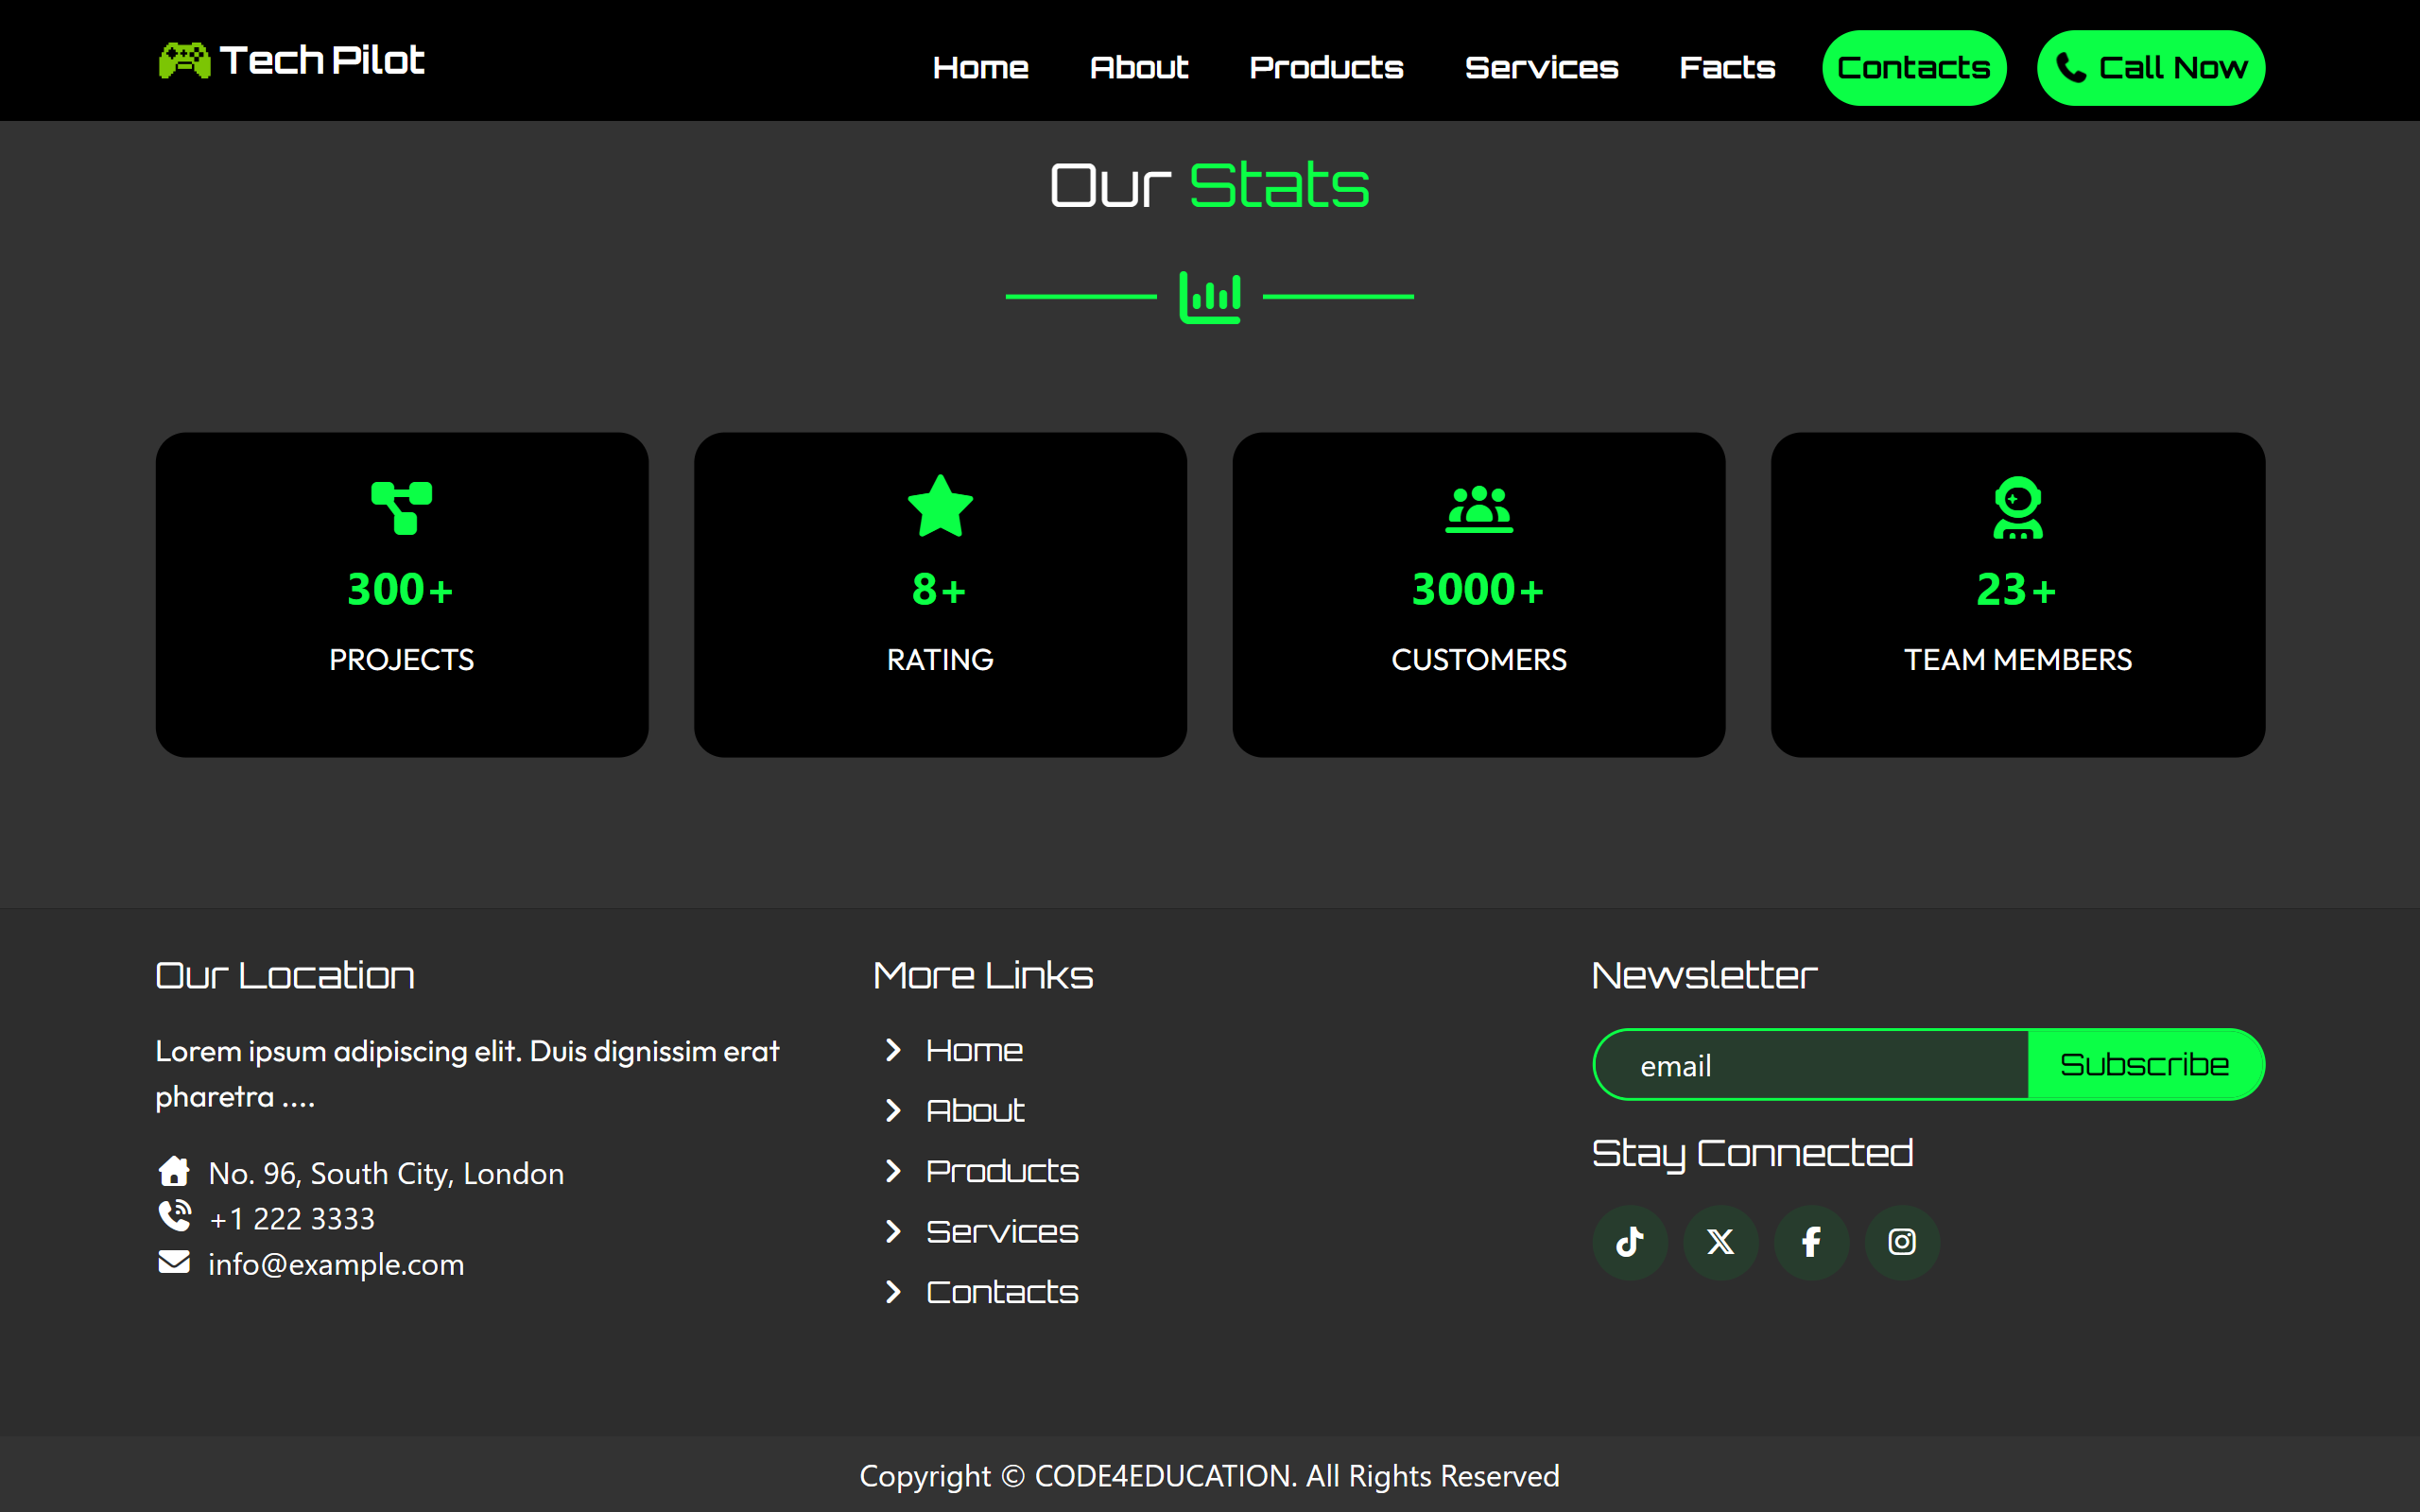 Tech Pilot
Home About Products Services Facts Contacts Call Now
Our Stats
300+
PROJECTS
8+
RATING
3000+
CUSTOMERS
23+
TEAM MEMBERS
Our Location
Lorem ipsum adipiscing elit. Duis dignissim erat
pharetra ....
No. 96, South City, London
+1 222 3333
info@example.com
More Links
Home
About
Products
Services
Contacts
Newsletter
email Subscribe
Stay Connected
Copyright © CODE4EDUCATION. All Rights Reserved